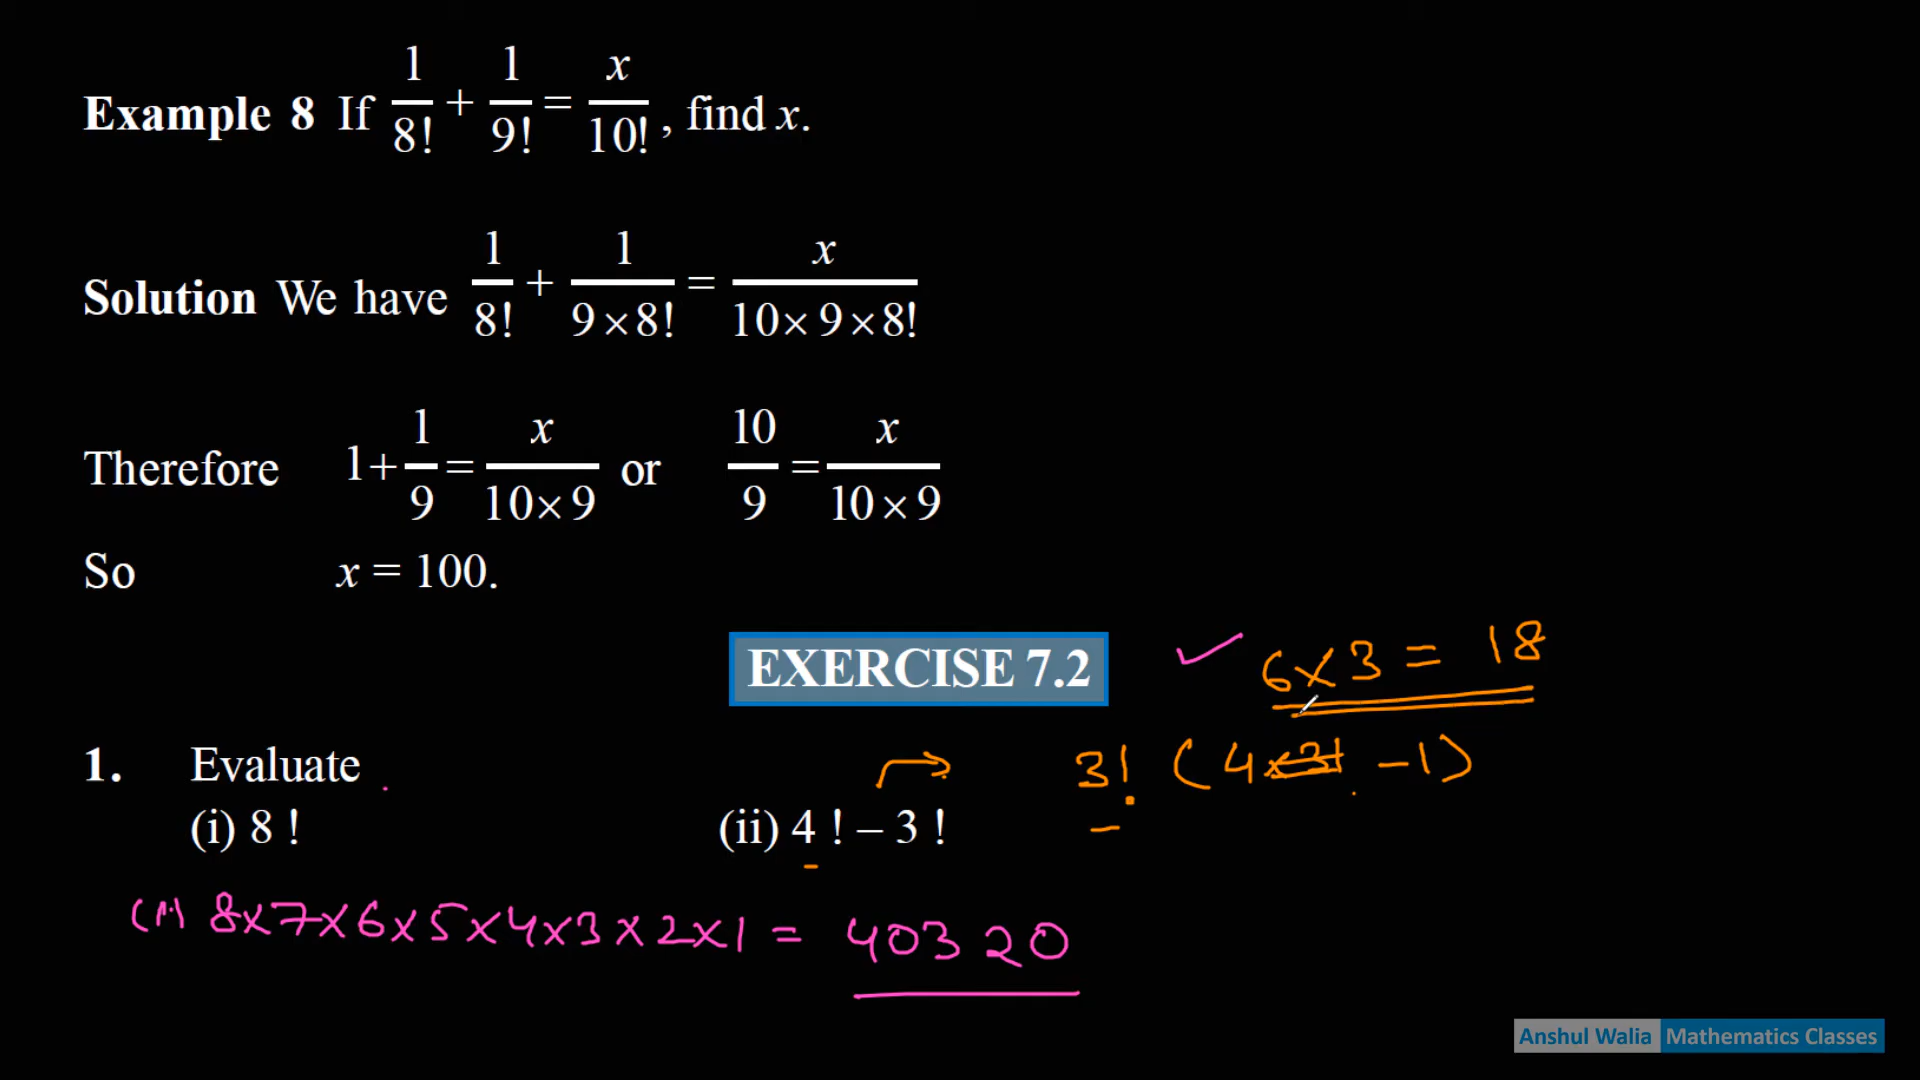 Example 8 If 1/8! + 1/9! = x/10!, find x.
Solution We have 1/8! + 1/(9×8!) = x/(10×9×8!)
Therefore 1+1/9 = x/(10×9) or 10/9 = x/(10×9)
So x = 100.
EXERCISE 7.2
6×3 = 18
1. Evaluate
3! (4×3! -1)
(i) 8 ! (ii) 4 ! – 3 !
8×7×6×5×4×3×2×1 = 40320
Anshul Walia Mathematics Classes